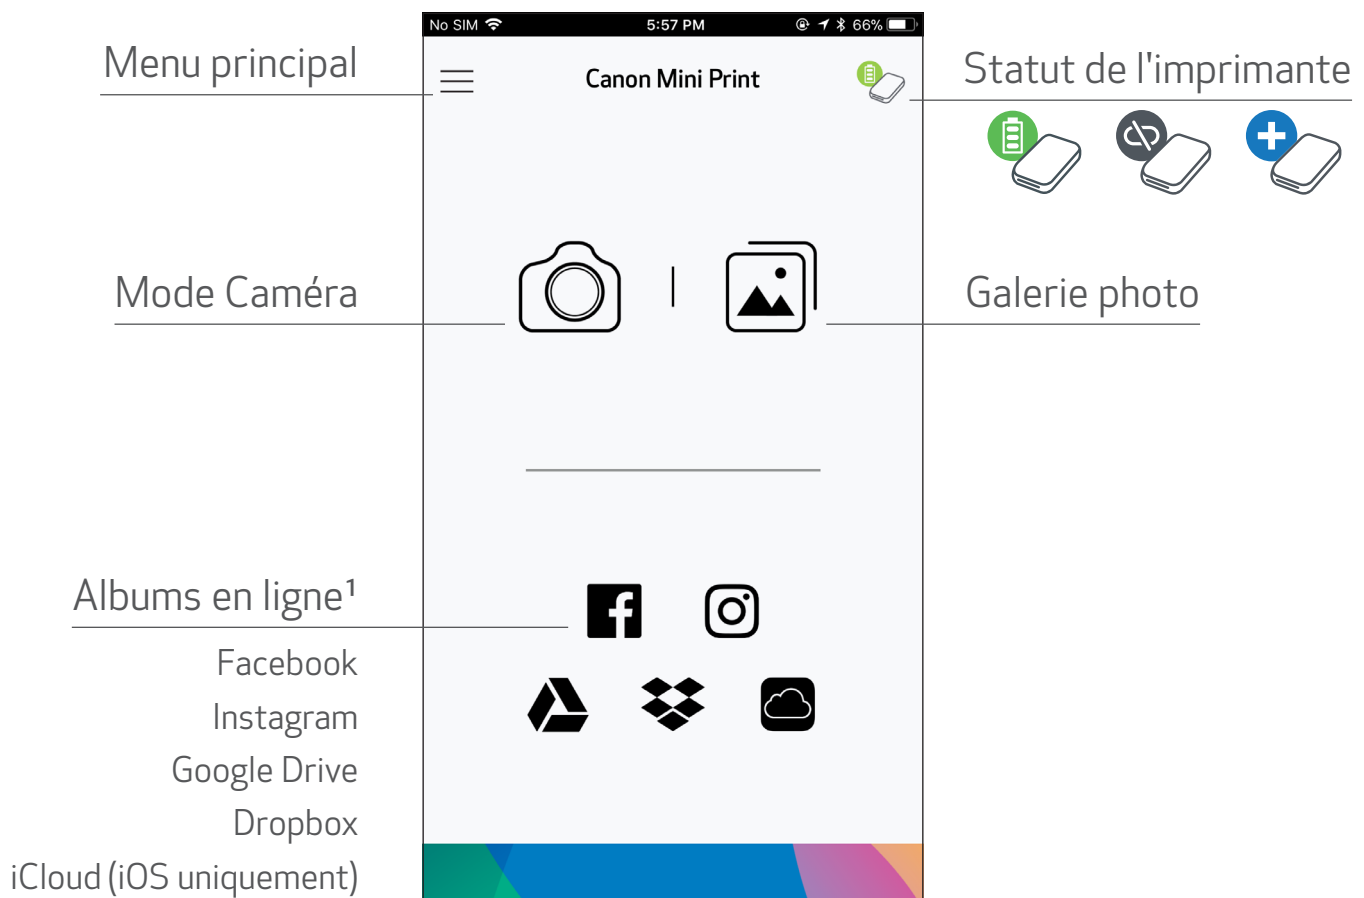 No SIM 5:57 PM 66%
Menu principal
Canon Mini Print
Statut de l'imprimante
Mode Caméra
Galerie photo
Albums en ligne¹
Facebook
Instagram
Google Drive
Dropbox
iCloud (iOS uniquement)